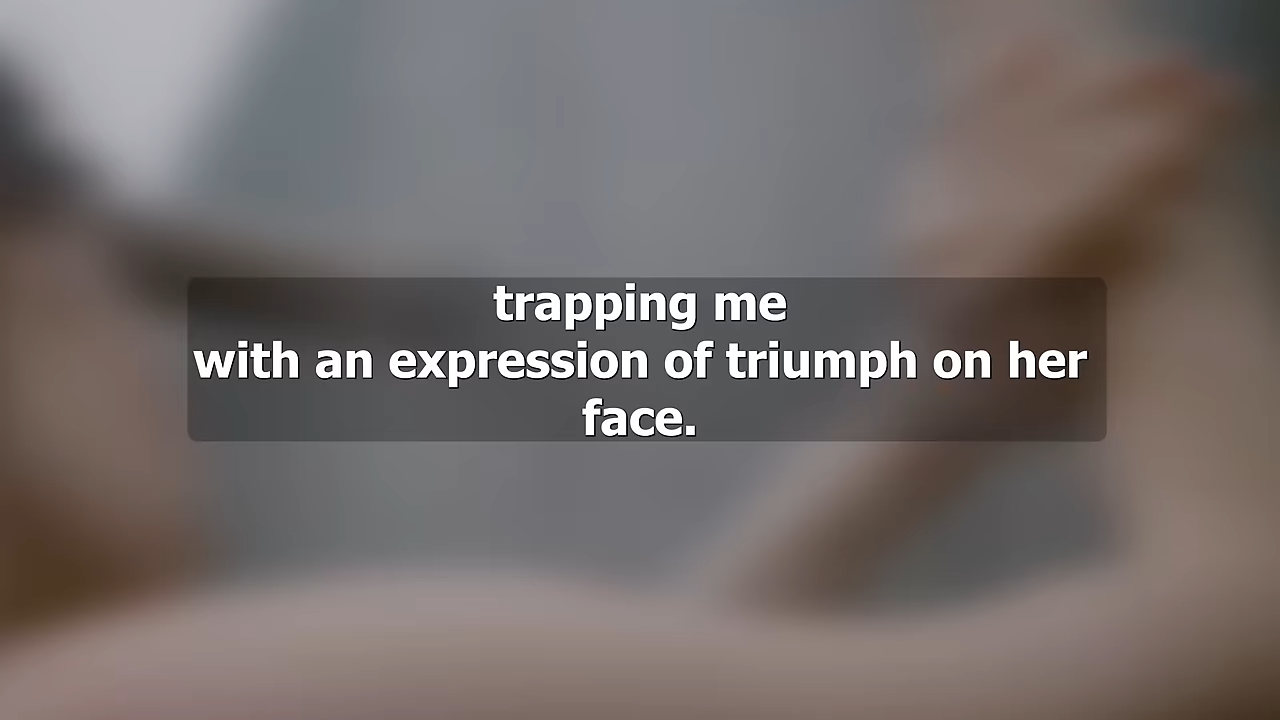 trapping me
with an expression of triumph on her
face.